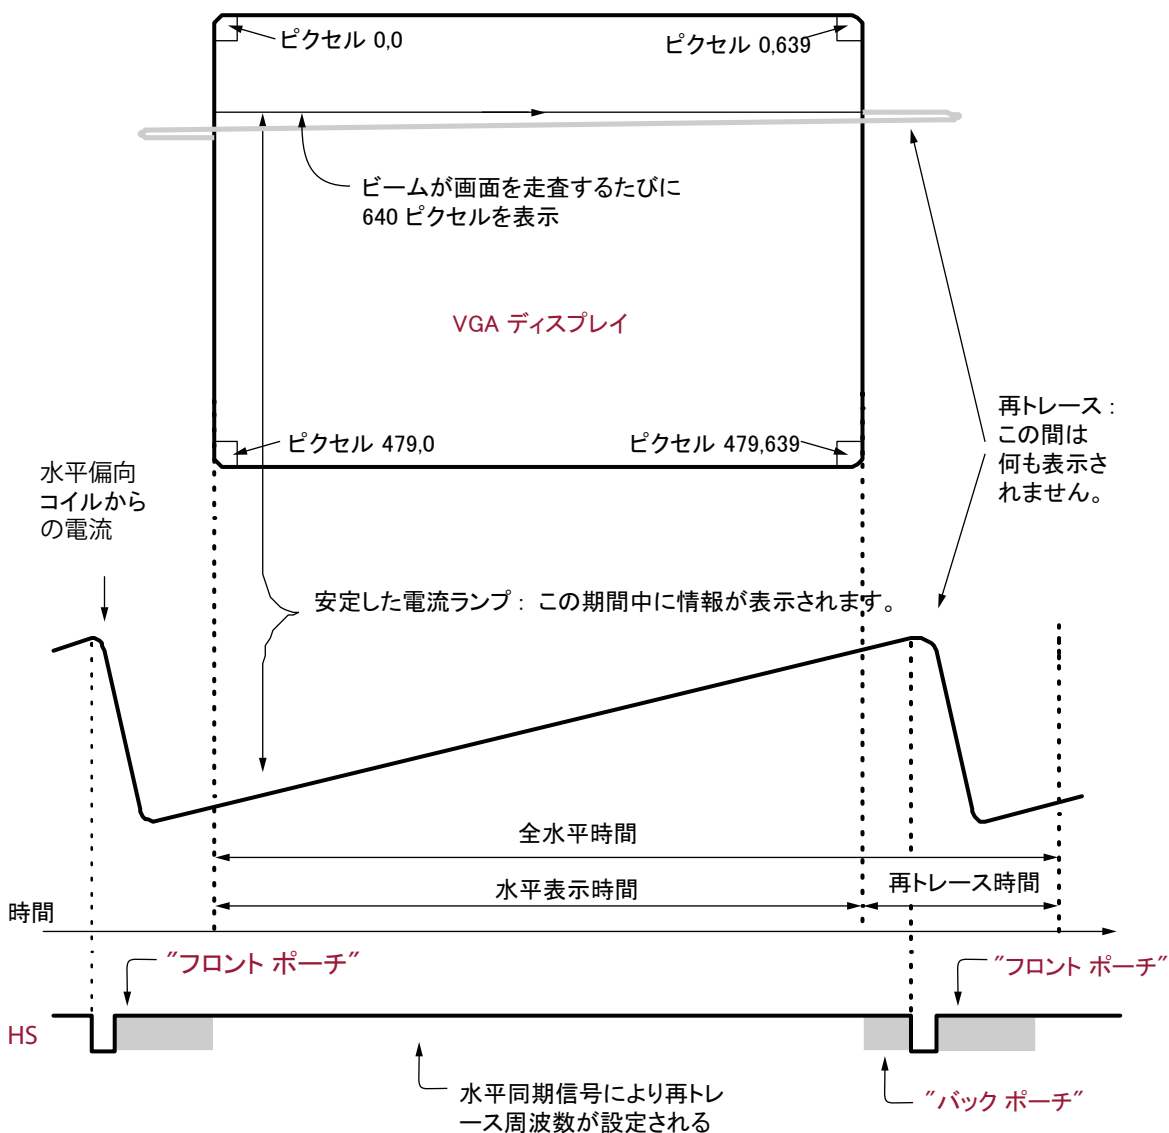 ピクセル 0,0
ピクセル 0,639
ビームが画面を走査するたびに
640 ピクセルを表示
VGA ディスプレイ
ピクセル 479,0
ピクセル 479,639
再トレース :
この間は
何も表示さ
れません。
水平偏向
コイルから
の電流
安定した電流ランプ : この期間中に情報が表示されます。
全水平時間
水平表示時間
再トレース時間
時間
"フロント ポーチ"
"フロント ポーチ"
HS
水平同期信号により再トレ
ース周波数が設定される
"バック ポーチ"